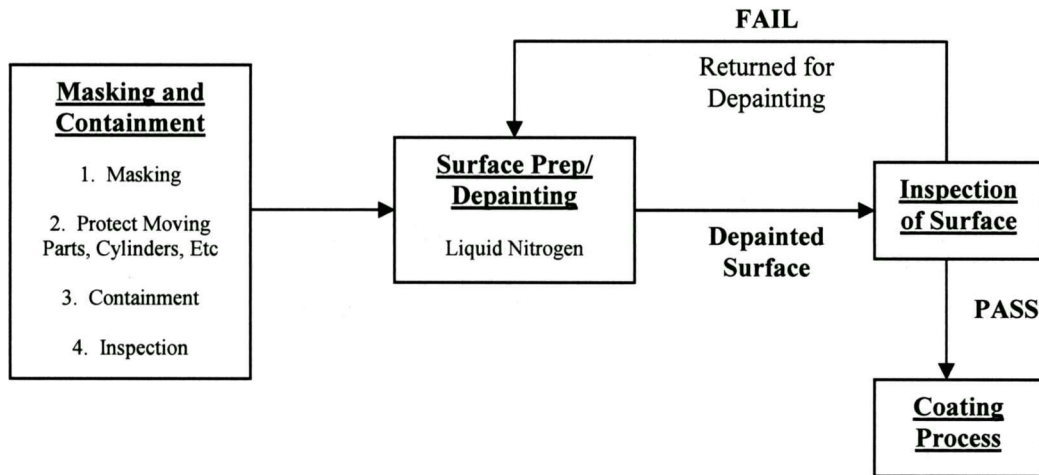 Masking and
Containment
1. Masking
2. Protect Moving
Parts, Cylinders, Etc
3. Containment
4. Inspection
Surface Prep/
Depainting
Liquid Nitrogen
FAIL
Returned for
Depainting
Depainted
Surface
Inspection
of Surface
PASS
Coating
Process